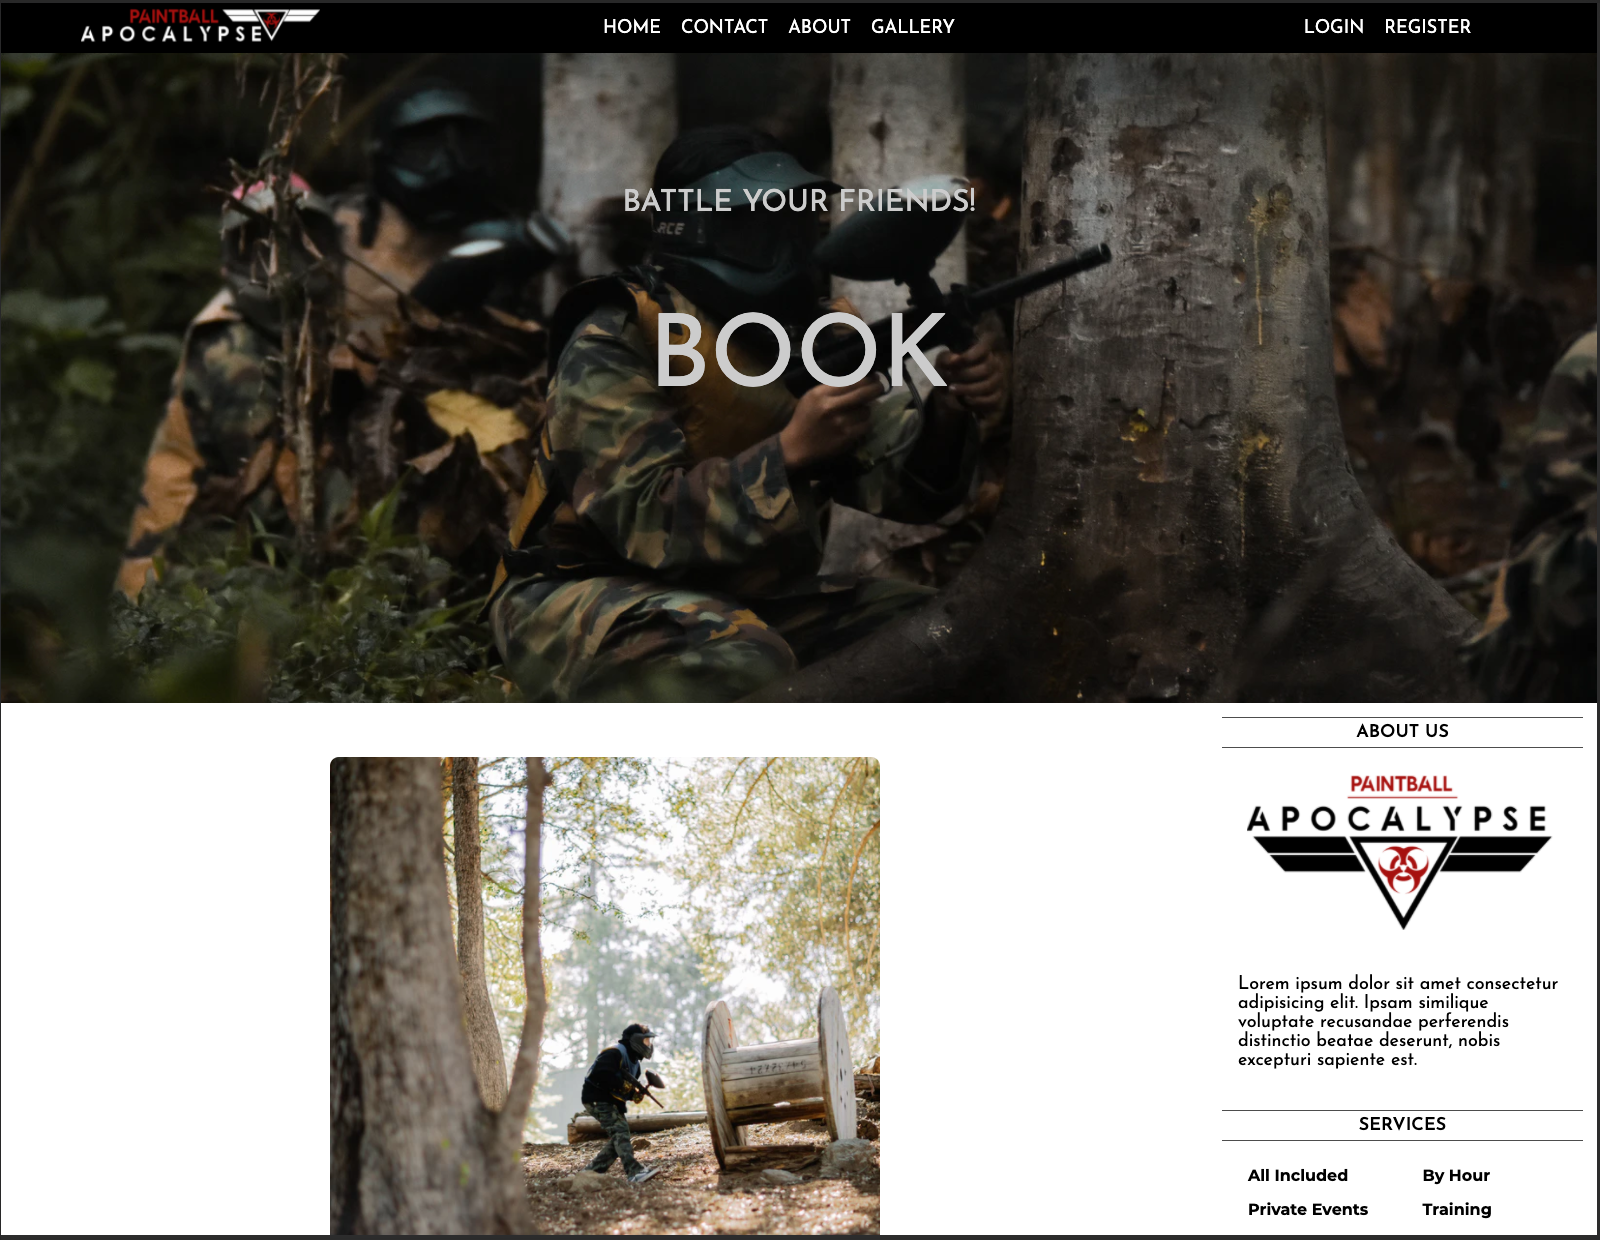 PAINTBALL
APOCALYPSE
HOME CONTACT ABOUT GALLERY
LOGIN REGISTER
BATTLE YOUR FRIENDS!
RCE
BOOK
ABOUT US
PAINTBALL
APOCALYPSE
Lorem ipsum dolor sit amet consectetur
adipisicing elit. Ipsam similique
voluptate recusandae perferendis
distinctio beatae deserunt, nobis
excepturi sapiente est.
SERVICES
All Included By Hour
Private Events Training